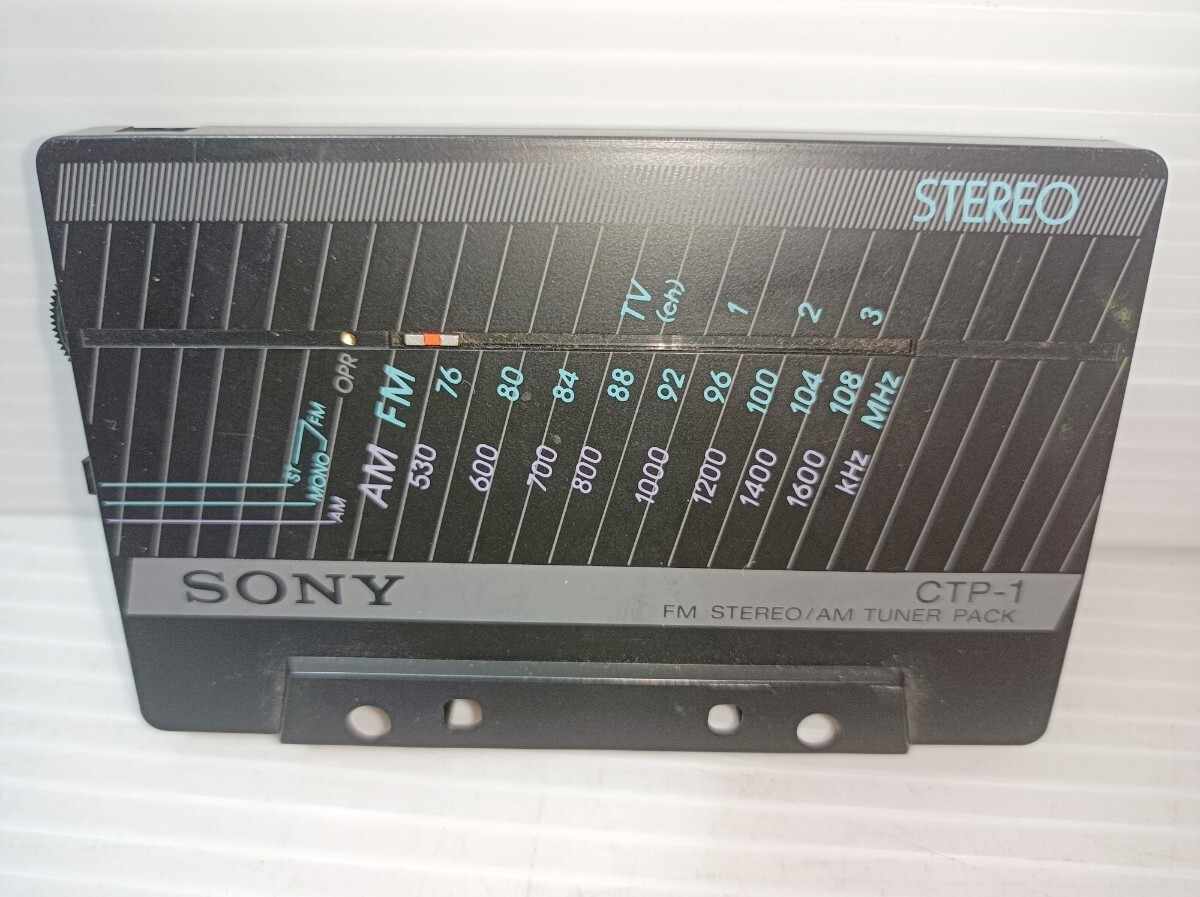 STEREO
TV (ch) 1 2 3
OPR
FM 76 80 84 88 92 96 100 104 108 MHz
AM 530 600 700 800 1000 1200 1400 1600 kHz
ST
MONO FM
AM
SONY
CTP-1
FM STEREO/AM TUNER PACK